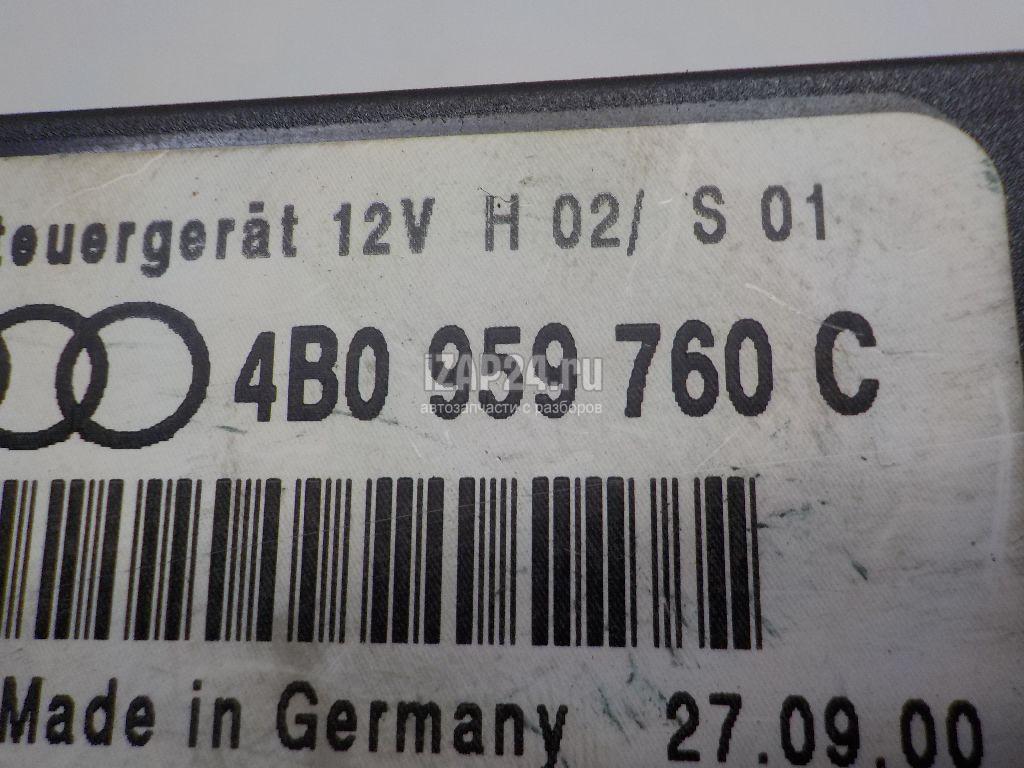 teuergerät 12V H 02/ S 01
4B0 959 760 C
iZAP24.ru
автозапчасти с разборов
Made in Germany 27.09.00